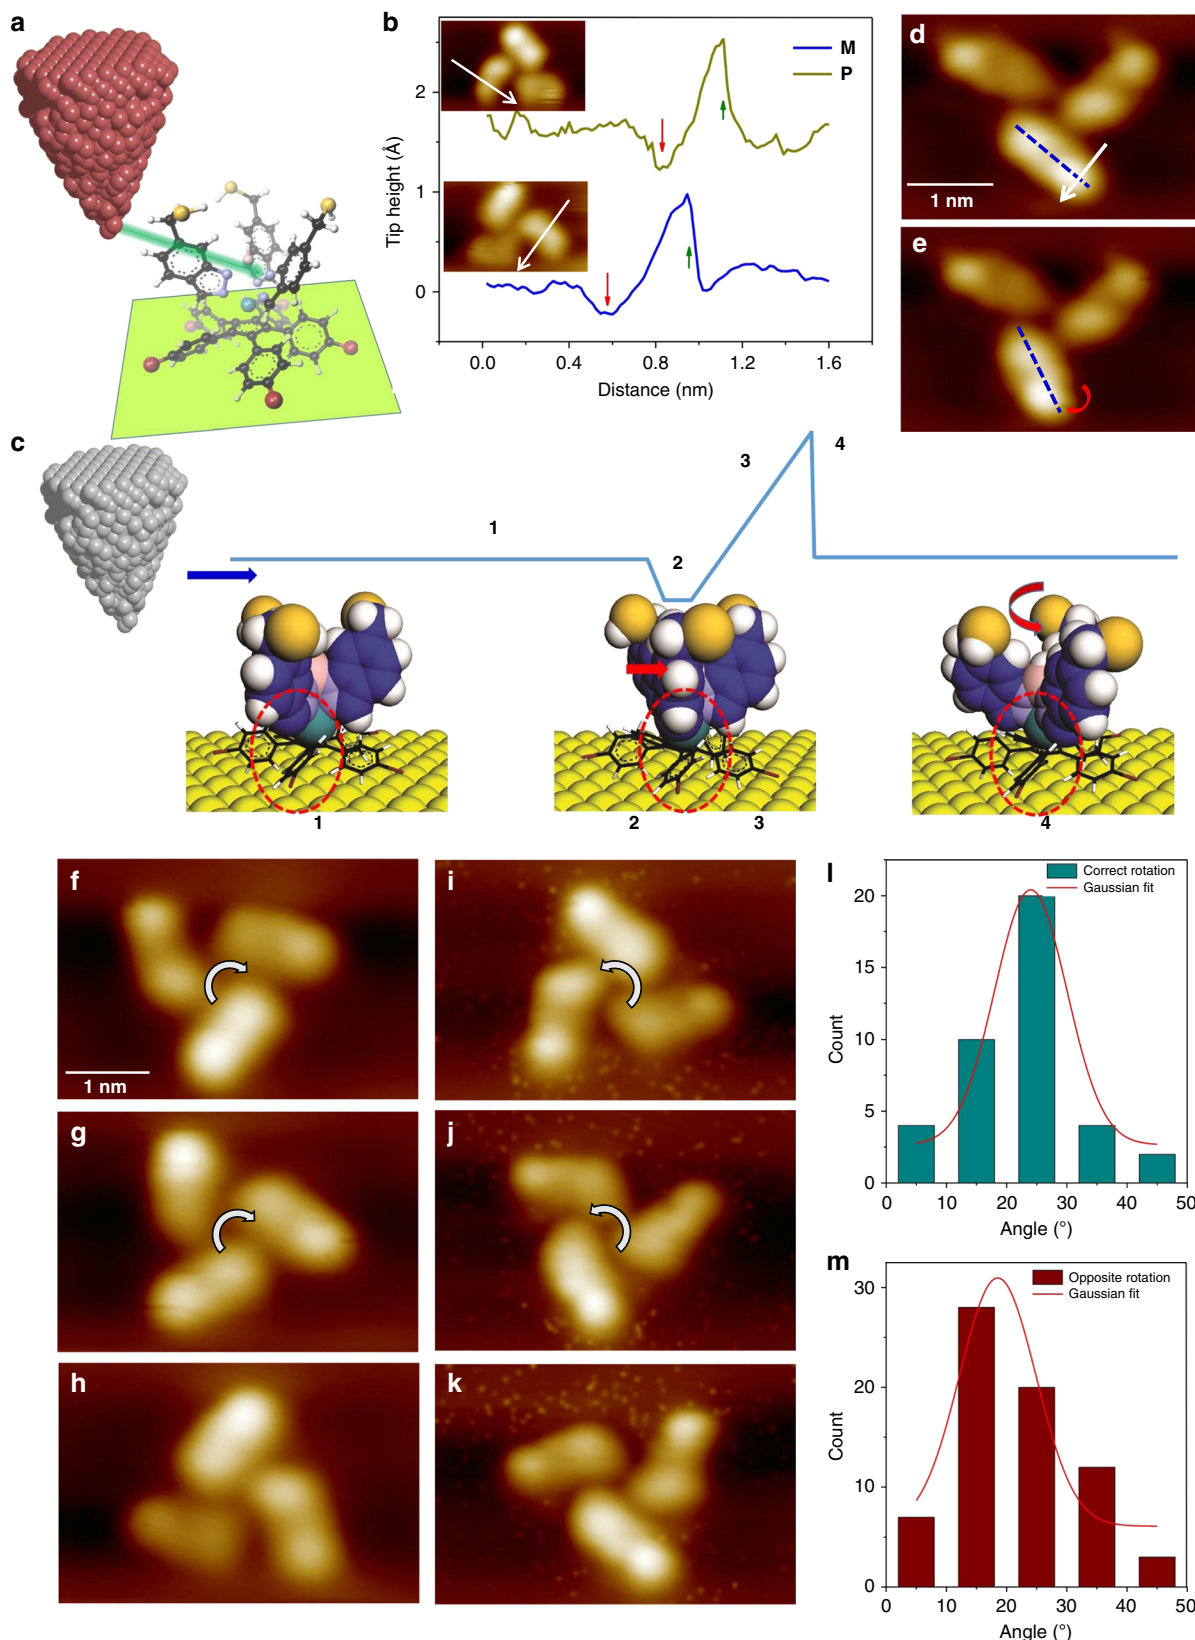 a
b
M
P
2
1
0
Tip height (Å)
0.0 0.4 0.8 1.2 1.6
Distance (nm)
d
1 nm
e
c
1
2
3
4
1
2
3
4
f
1 nm
g
h
i
j
k
l
Correct rotation
Gaussian fit
20
15
10
5
0
Count
0 10 20 30 40 50
Angle (°)
m
Opposite rotation
Gaussian fit
30
20
10
0
Count
0 10 20 30 40 50
Angle (°)